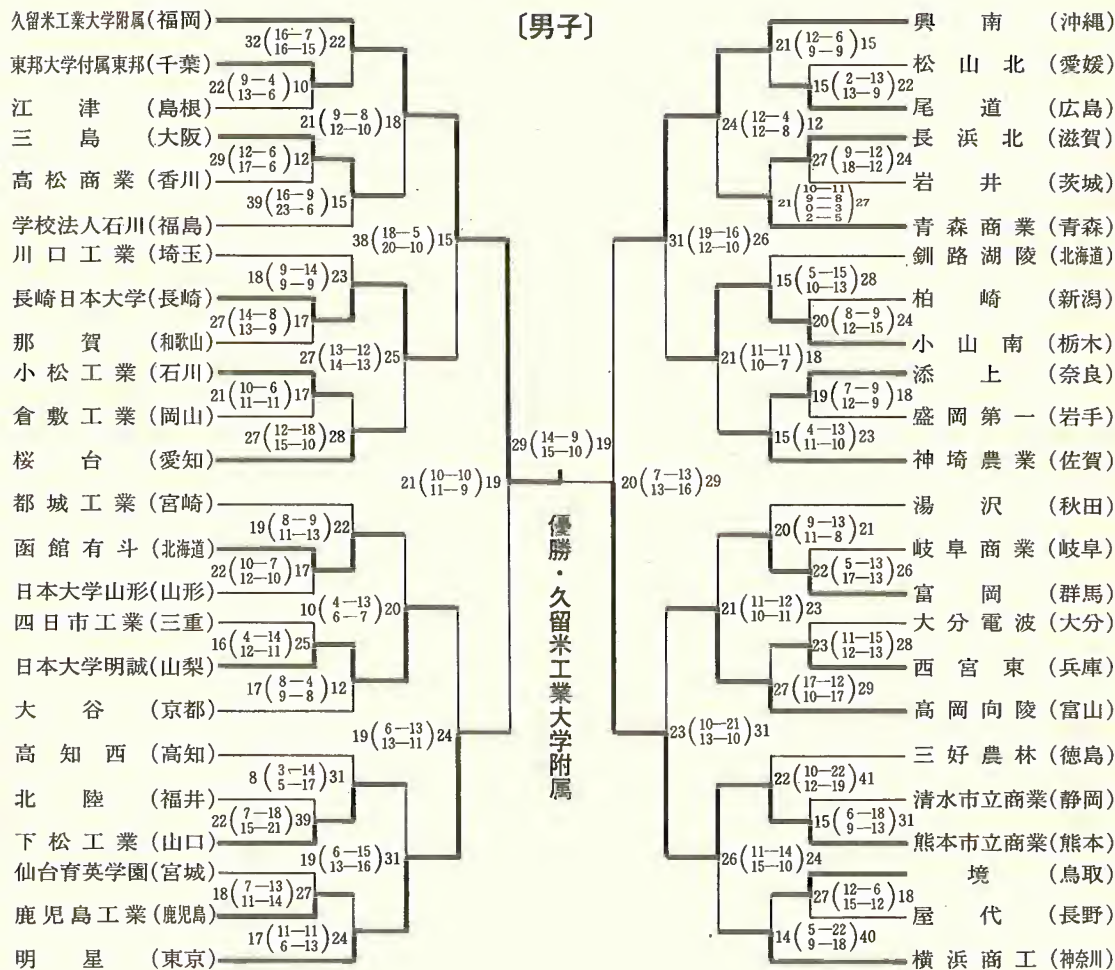 〔男子〕
久留米工業大学附属(福岡)
32(16―7 16―15)22
東邦大学付属東邦(千葉)
22(9―4 13―6)10
江津(島根)
21(9―8 12―10)18
三島(大阪)
29(12―6 17―6)12
高松商業(香川)
39(16―9 23―6)15
学校法人石川(福島)
38(18―5 20―10)15
川口工業(埼玉)
18(9―14 9―9)23
長崎日本大学(長崎)
27(14―8 13―9)17
那賀(和歌山)
27(13―12 14―13)25
小松工業(石川)
21(10―6 11―11)17
倉敷工業(岡山)
27(12―18 15―10)28
桜台(愛知)
21(10―10 11―9)19
都城工業(宮崎)
19(8―9 11―13)22
函館有斗(北海道)
22(10―7 12―10)17
日本大学山形(山形)
10(4―13 6―7)20
四日市工業(三重)
16(4―14 12―11)25
日本大学明誠(山梨)
17(8―4 9―8)12
大谷(京都)
19(6―13 13―11)24
高知西(高知)
8(3―14 5―17)31
北陸(福井)
22(7―18 15―21)39
下松工業(山口)
19(6―15 13―16)31
仙台育英学園(宮城)
18(7―13 11―14)27
鹿児島工業(鹿児島)
17(11―11 6―13)24
明星(東京)
29(14―9 15―10)19
優勝・久留米工業大学附属
興南(沖縄)
21(12―6 9―9)15
松山北(愛媛)
15(2―13 13―9)22
尾道(広島)
24(12―4 12―8)12
長浜北(滋賀)
27(9―12 18―12)24
岩井(茨城)
21(10―11 9―8 0―3 2―5)27
青森商業(青森)
31(19―16 12―10)26
釧路湖陵(北海道)
15(5―15 10―13)28
柏崎(新潟)
20(8―9 12―15)24
小山南(栃木)
21(11―11 10―7)18
添上(奈良)
19(7―9 12―9)18
盛岡第一(岩手)
15(4―13 11―10)23
神埼農業(佐賀)
20(7―13 13―16)29
湯沢(秋田)
20(9―13 11―8)21
岐阜商業(岐阜)
22(5―13 17―13)26
富岡(群馬)
21(11―12 10―11)23
大分電波(大分)
23(11―15 12―13)28
西宮東(兵庫)
27(17―12 10―17)29
高岡向陵(富山)
23(10―21 13―10)31
三好農林(徳島)
22(10―22 12―19)41
清水市立商業(静岡)
15(6―18 9―13)31
熊本市立商業(熊本)
26(11―14 15―10)24
境(鳥取)
27(12―6 15―12)18
屋代(長野)
14(5―22 9―18)40
横浜商工(神奈川)